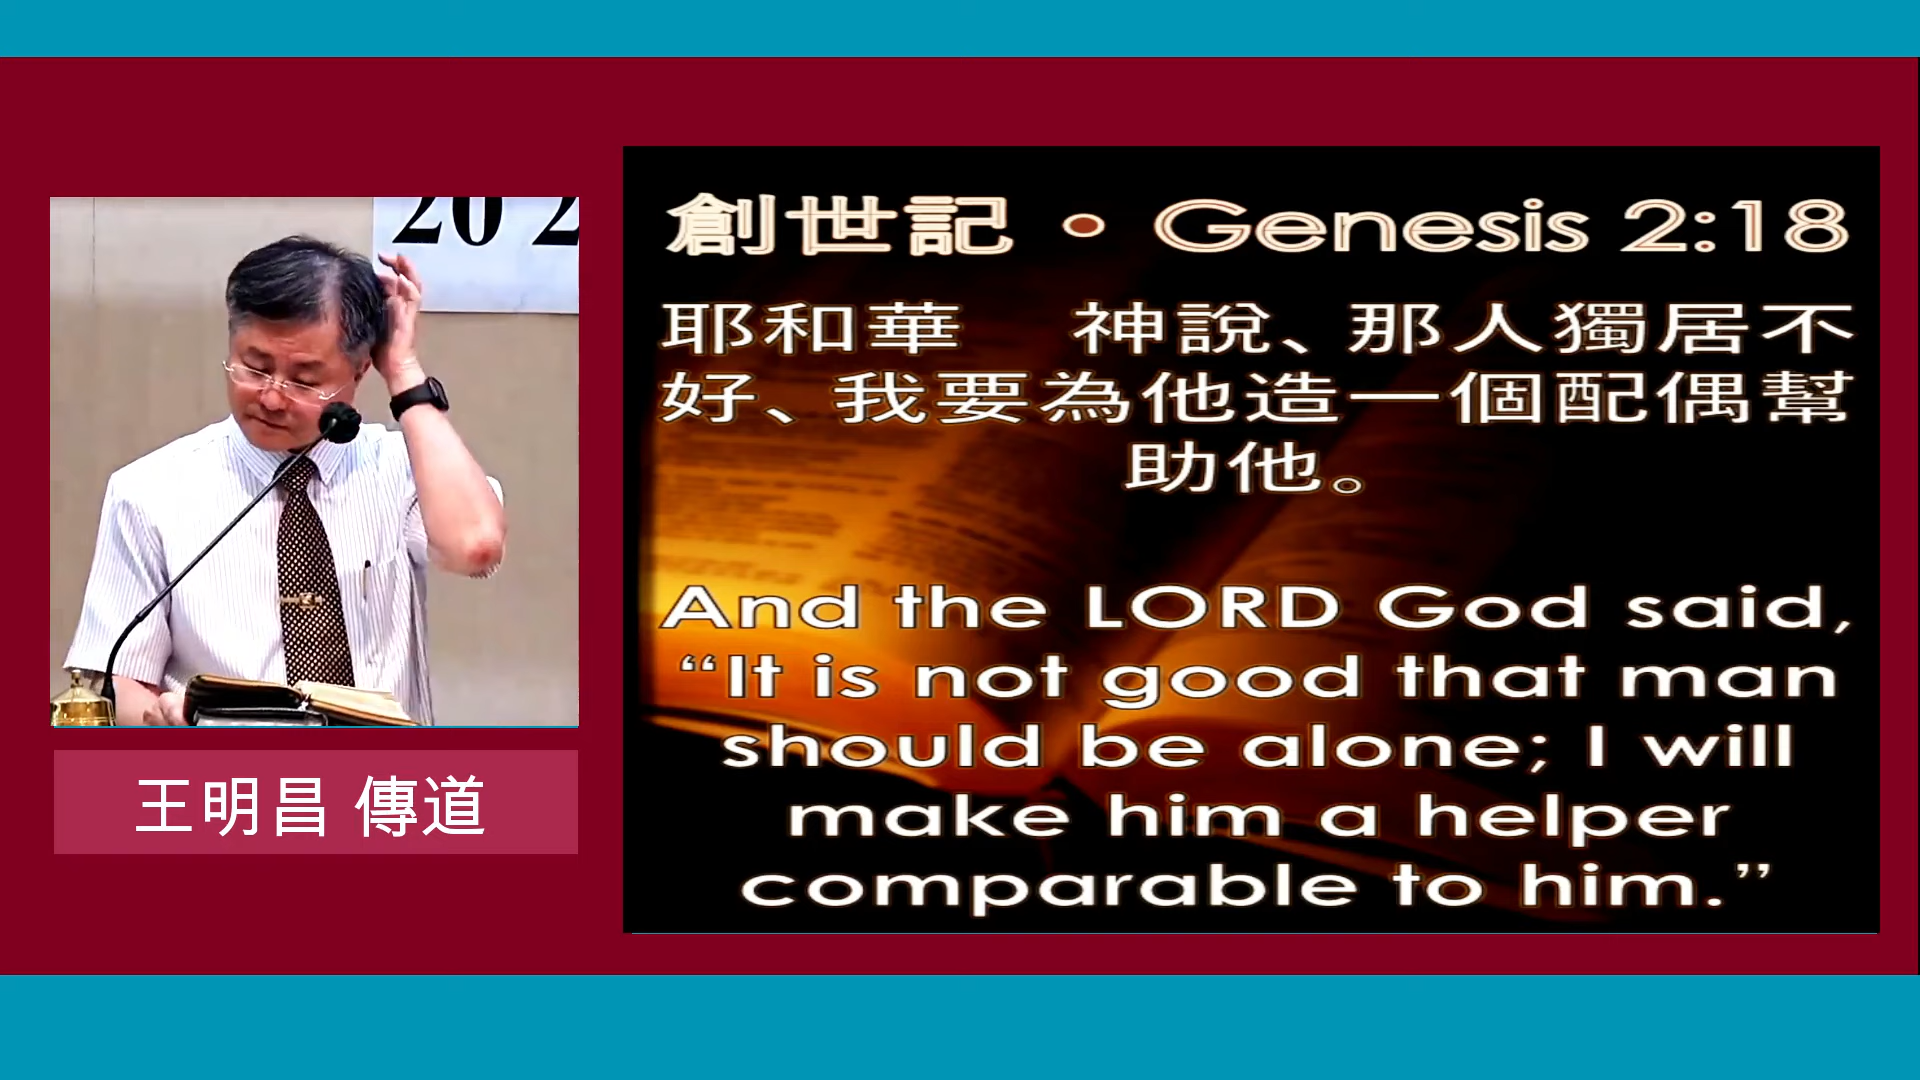 20 2
王明昌 傳道
創世記 • Genesis 2:18
耶和華　神說、那人獨居不
好、我要為他造一個配偶幫
助他。
And the LORD God said,
“It is not good that man
should be alone; I will
make him a helper
comparable to him.”